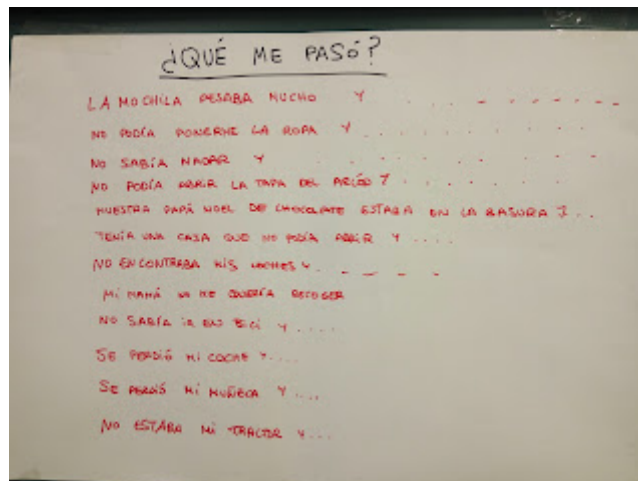 ¿QUÉ ME PASÓ?
LA MOCHILA PESABA MUCHO Y . . . . . . . . . .
NO PODÍA PONERME LA ROPA Y . . . . . . . . .
NO SABÍA NADAR Y . . . . . . . . .
NO PODÍA ABRIR LA TAPA DEL Y . . . . . . .
NUESTRA PAPÁ NOEL DE CHOCOLATE ESTABA EN LA BASURA Y . . .
TENÍA UNA CAJA QUE NO PODÍA ABRIR Y . . . .
NO ENCONTRABA MIS COCHES Y . _ _ _ _
MI MAMÁ NO ME QUERÍA RECOGER
NO SABÍA IR EN BICI Y . . . .
SE PERDIÓ MI COCHE Y . . . .
SE PERDIÓ MI MUÑECA Y . . . .
NO ESTABA MI TRACTOR Y . . .